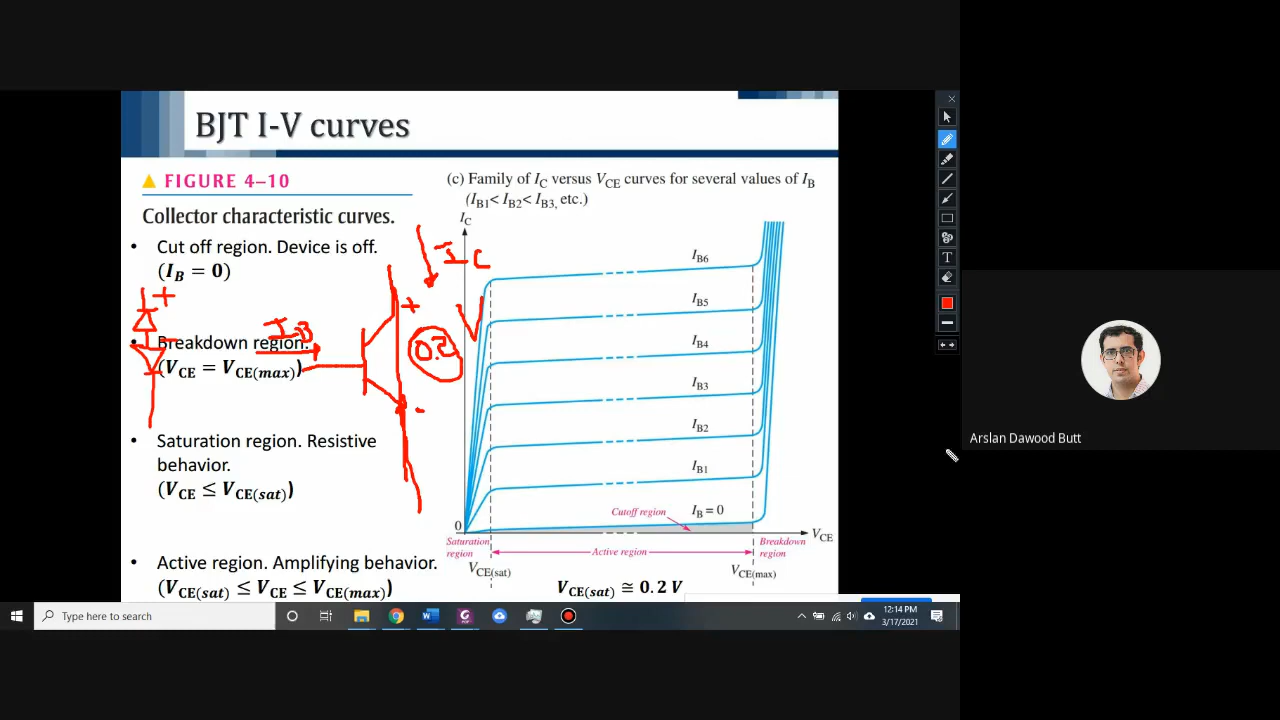 BJT I-V curves
▲ FIGURE 4–10
Collector characteristic curves.
• Cut off region. Device is off.
(I_B = 0)
• Breakdown region.
(V_CE = V_CE(max))
• Saturation region. Resistive
behavior.
(V_CE ≤ V_CE(sat))
• Active region. Amplifying behavior.
(V_CE(sat) ≤ V_CE ≤ V_CE(max))
+
-
IB
IC
+
0.2
V
-
(c) Family of I_C versus V_CE curves for several values of I_B
(I_B1< I_B2< I_B3, etc.)
I_C
I_B6
I_B5
I_B4
I_B3
I_B2
I_B1
I_B = 0
Cutoff region
0
V_CE
Saturation
region
Active region
Breakdown
region
V_CE(sat)
V_CE(max)
V_CE(sat) ≅ 0.2 V
T
Arslan Dawood Butt
Type here to search
12:14 PM
3/17/2021